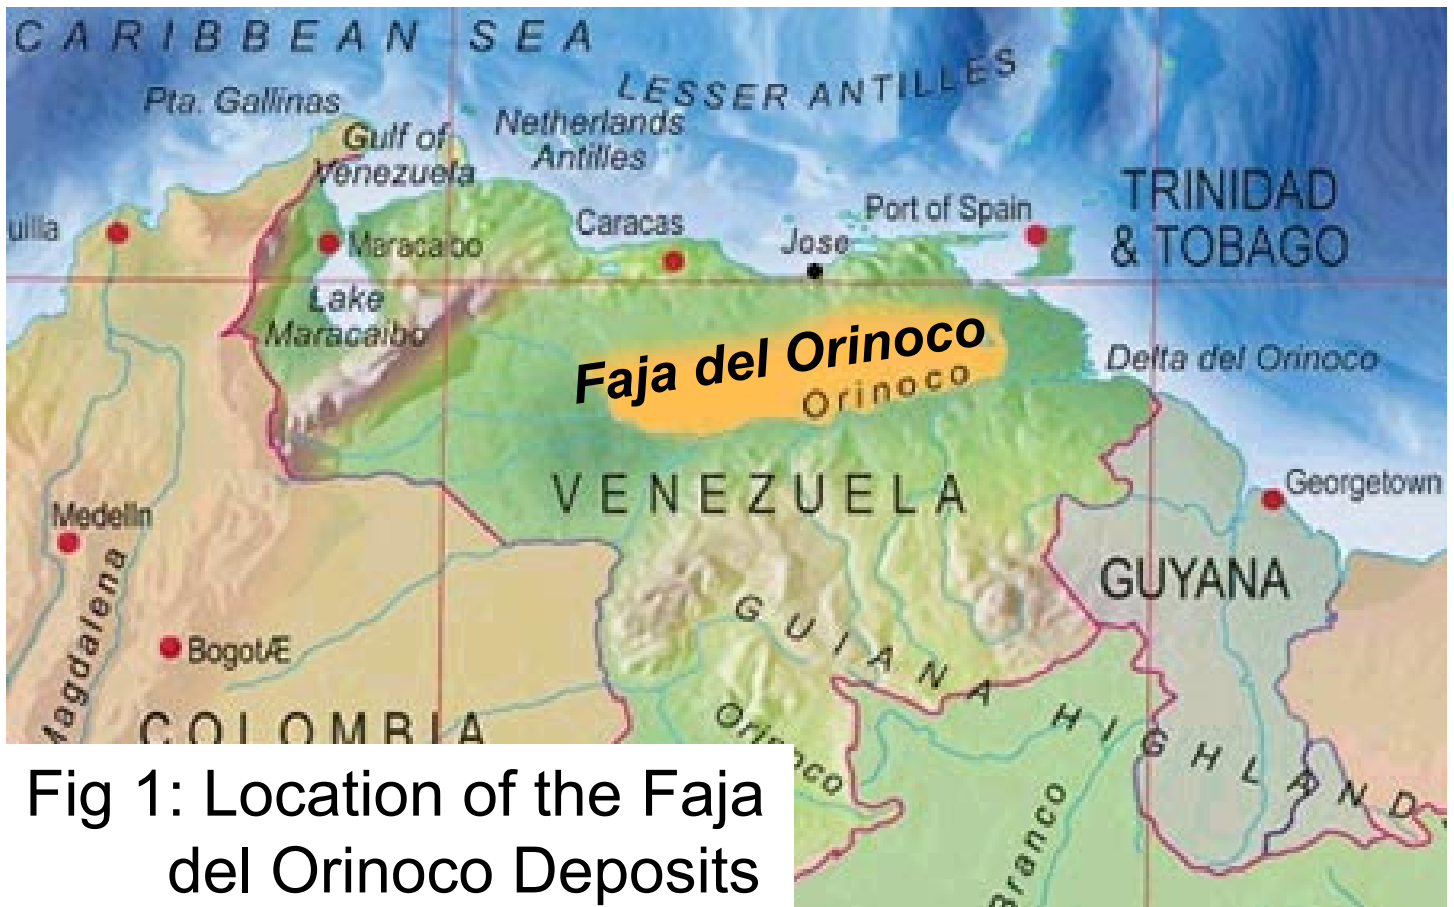 CARIBBEAN SEA
LESSER ANTILLES
Pta. Gallinas
Netherlands
Antilles
Gulf of
Venezuela
TRINIDAD
& TOBAGO
Port of Spain
Caracas
Jose
uilla
Maracaibo
Lake
Maracaibo
Faja del Orinoco
Orinoco
Delta del Orinoco
VENEZUELA
Georgetown
Medelln
GUYANA
Magdalena
BogotÆ
GUIANA HIGHLAND
COLOMBIA
Orinoco
Branco
Fig 1: Location of the Faja
del Orinoco Deposits